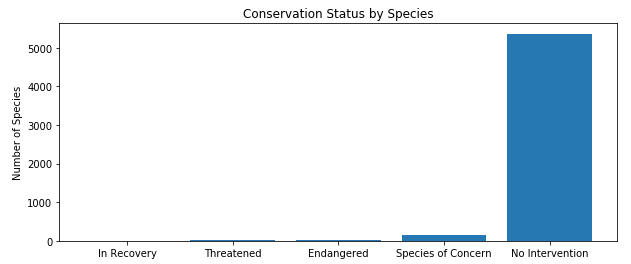 Conservation Status by Species
Number of Species
5000
4000
3000
2000
1000
0
In Recovery
Threatened
Endangered
Species of Concern
No Intervention